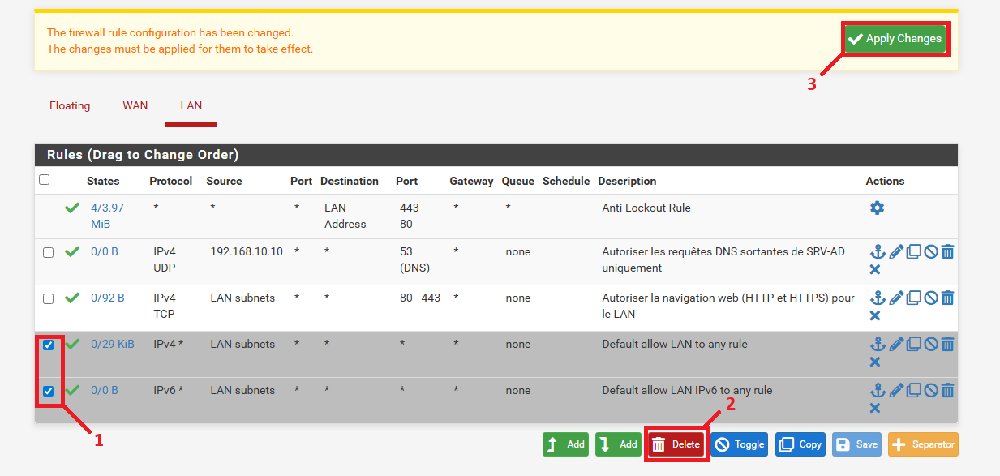 The firewall rule configuration has been changed.
The changes must be applied for them to take effect.
Apply Changes
3
Floating WAN LAN
Rules (Drag to Change Order)
States Protocol Source Port Destination Port Gateway Queue Schedule Description Actions
4/3.97 * * * LAN 443 * * Anti-Lockout Rule
MiB Address 80
0/0 B IPv4 192.168.10.10 * * 53 * none Autoriser les requêtes DNS sortantes de SRV-AD
UDP (DNS) uniquement
0/92 B IPv4 LAN subnets * * 80 - 443 * none Autoriser la navigation web (HTTP et HTTPS) pour
TCP le LAN
0/29 KiB IPv4 * LAN subnets * * * * none Default allow LAN to any rule
0/0 B IPv6 * LAN subnets * * * * none Default allow LAN IPv6 to any rule
1
2
Add Add Delete Toggle Copy Save Separator